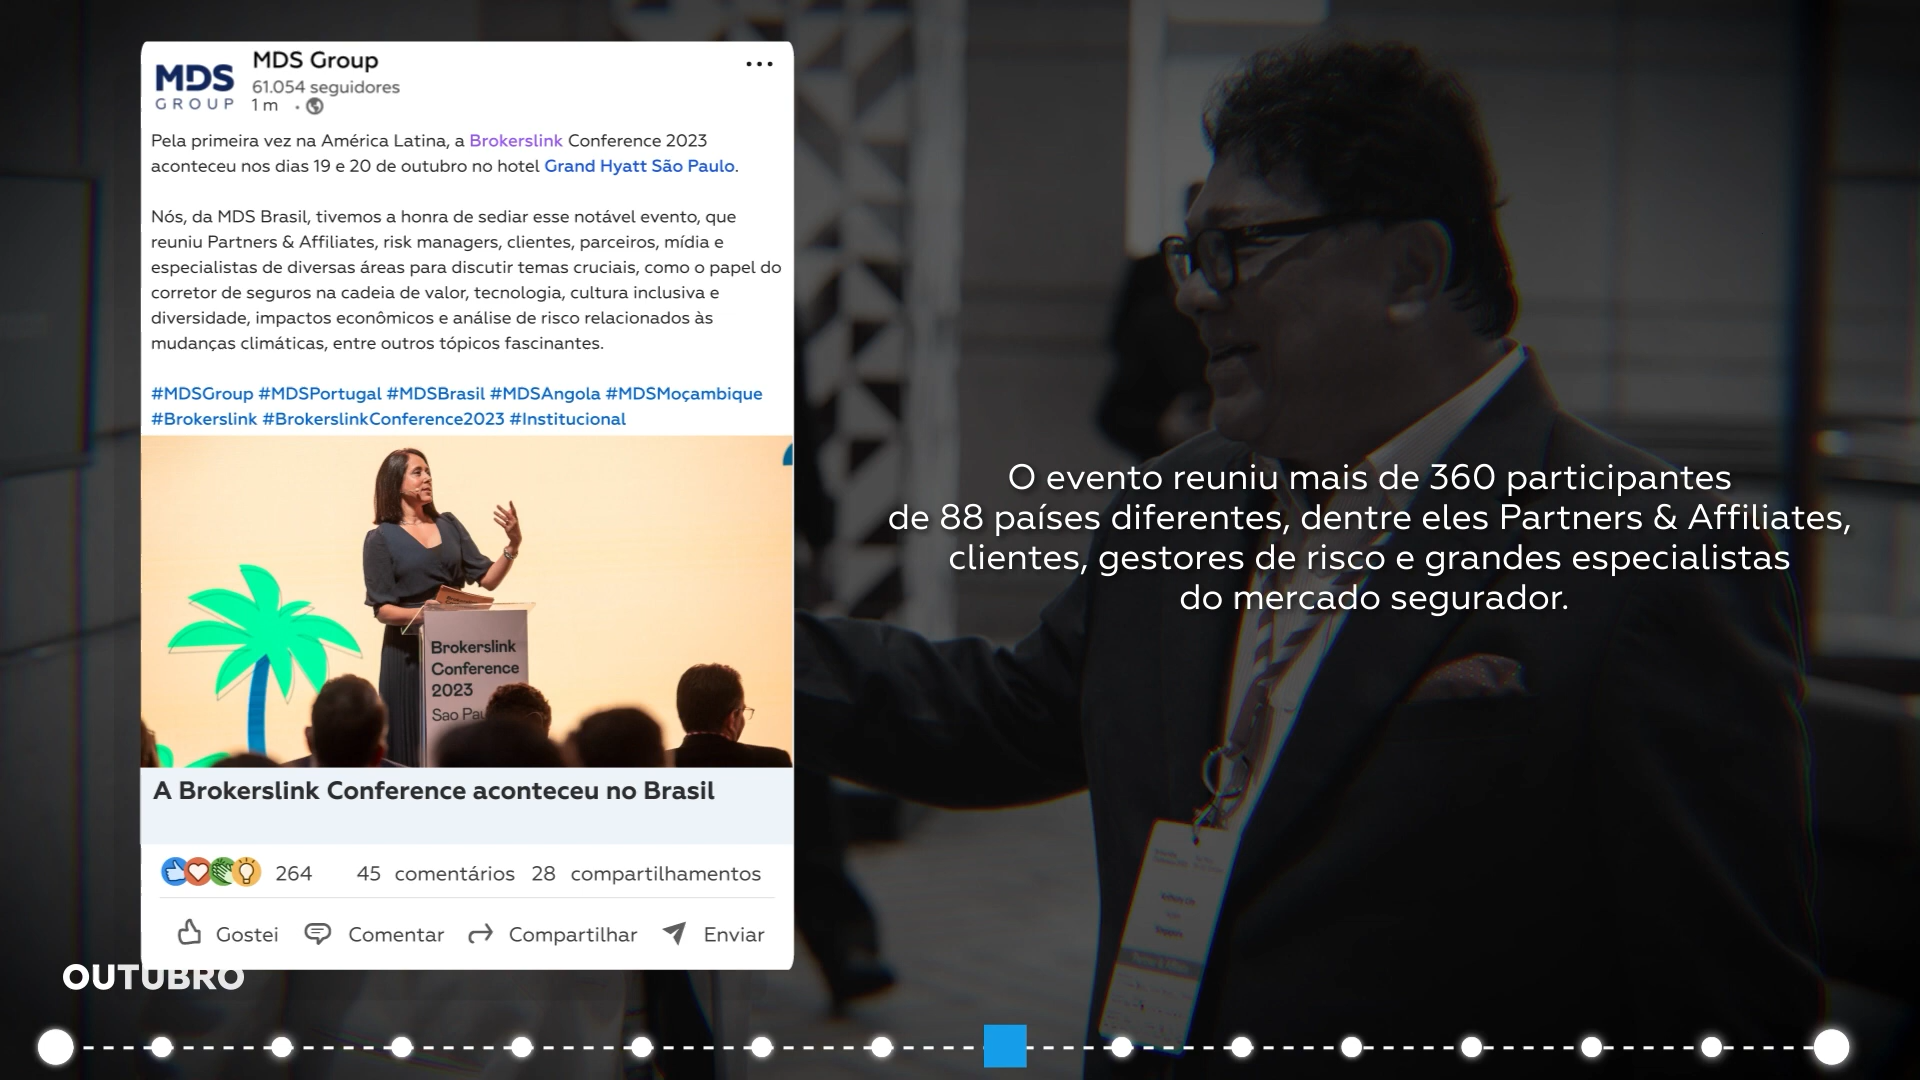 MDS
GROUP
MDS Group
61.054 seguidores
1 m
Pela primeira vez na América Latina, a Brokerslink Conference 2023
aconteceu nos dias 19 e 20 de outubro no hotel Grand Hyatt São Paulo.
Nós, da MDS Brasil, tivemos a honra de sediar esse notável evento, que
reuniu Partners & Affiliates, risk managers, clientes, parceiros, mídia e
especialistas de diversas áreas para discutir temas cruciais, como o papel do
corretor de seguros na cadeia de valor, tecnologia, cultura inclusiva e
diversidade, impactos econômicos e análise de risco relacionados às
mudanças climáticas, entre outros tópicos fascinantes.
#MDSGroup #MDSPortugal #MDSBrasil #MDSAngola #MDSMoçambique
#Brokerslink #BrokerslinkConference2023 #Institucional
Brokerslink
Conference
2023
Sao Pau
A Brokerslink Conference aconteceu no Brasil
264 45 comentários 28 compartilhamentos
Gostei Comentar Compartilhar Enviar
O evento reuniu mais de 360 participantes
de 88 países diferentes, dentre eles Partners & Affiliates,
clientes, gestores de risco e grandes especialistas
do mercado segurador.
OUTUBRO